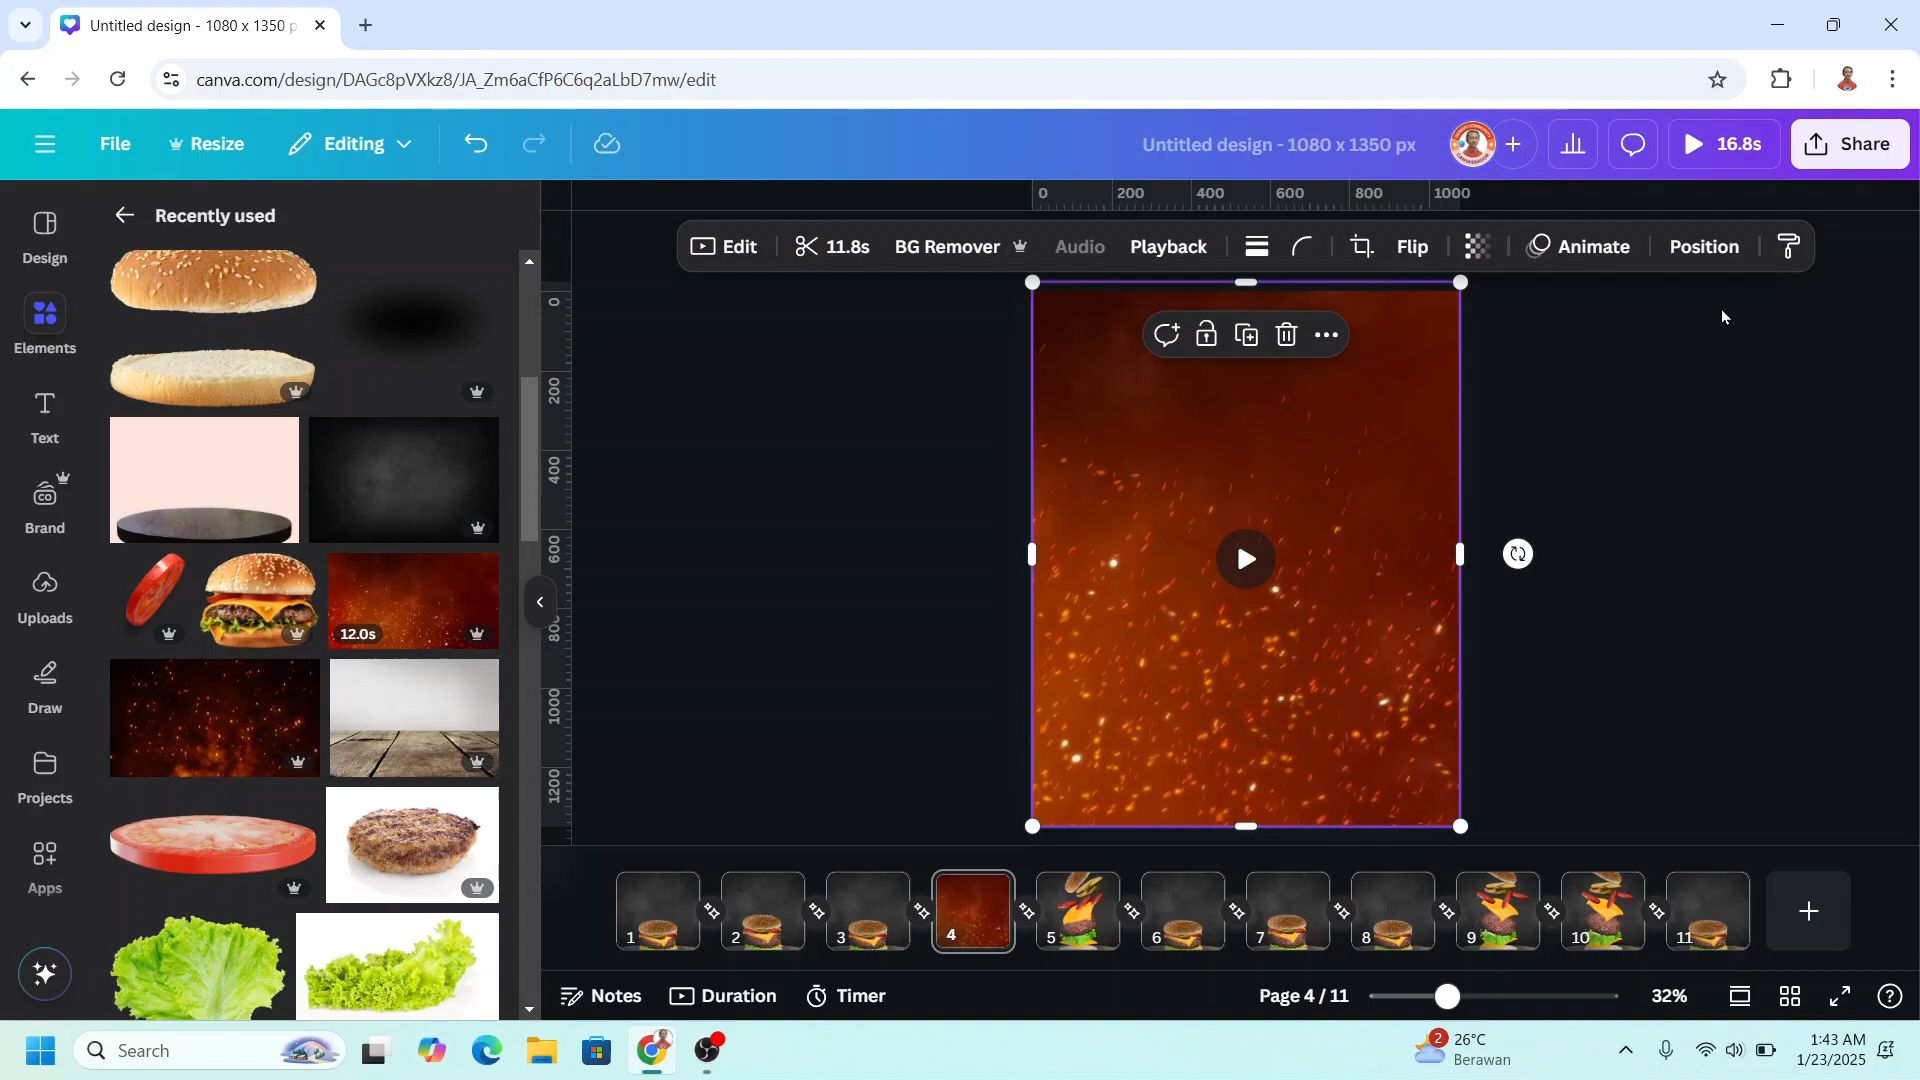 Untitled design - 1080 x 1350 p
canva.com/design/DAGc8pVXkz8/JA_Zm6aCfP6C6q2aLbD7mw/edit
File
Resize
Editing
Untitled design - 1080 x 1350 px
16.8s
Share
Design
Elements
Text
Brand
Uploads
Draw
Projects
Apps
Recently used
12.0s
0 200 400 600 800 1000
Edit
11.8s
BG Remover
Audio
Playback
Flip
Animate
Position
0
200
400
600
800
1000
1200
1
2
3
4
5
6
7
8
9
10
11
Notes
Duration
Timer
Page 4 / 11
32%
Search
2
26°C
Berawan
1:43 AM
1/23/2025